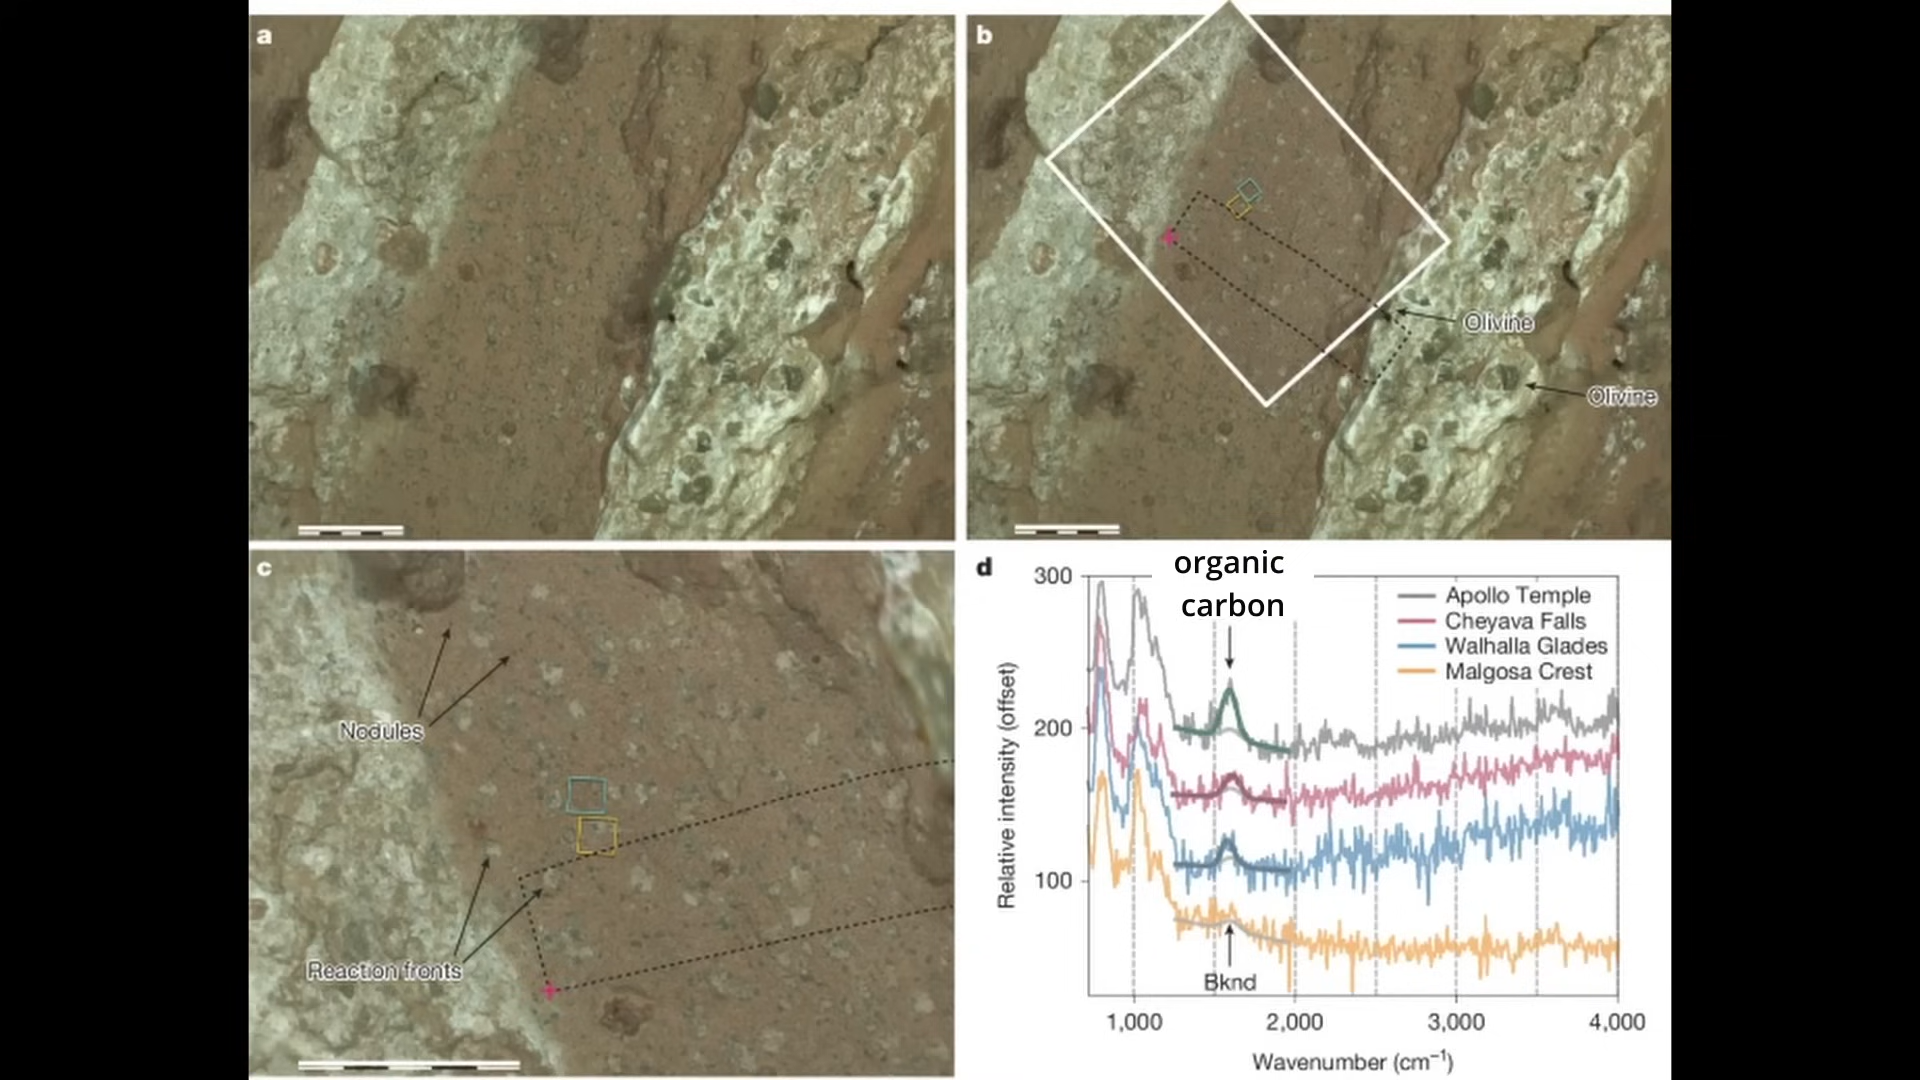 a
b
Olivine
Olivine
c
Nodules
Reaction fronts
d
organic
carbon
300
200
100
Relative intensity (offset)
Apollo Temple
Cheyava Falls
Walhalla Glades
Malgosa Crest
Bknd
1,000 2,000 3,000 4,000
Wavenumber (cm⁻¹)